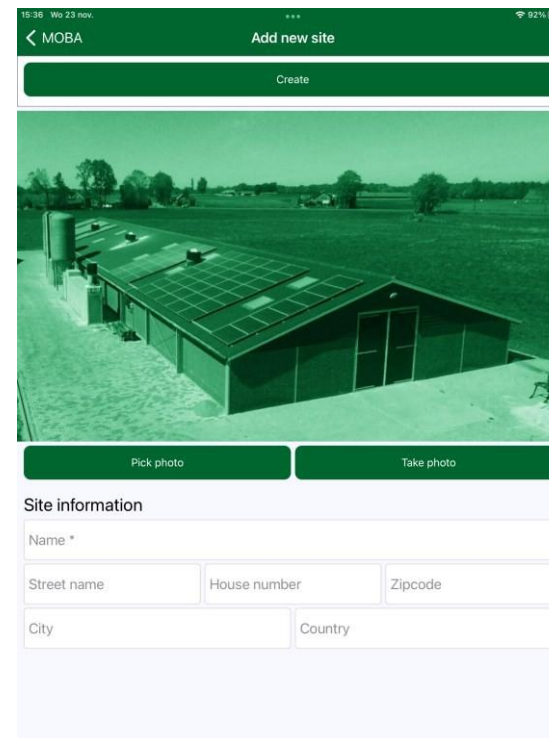 15:36 Wo 23 nov.
92%
MOBA
Add new site
Create
Pick photo
Take photo
Site information
Name *
Street name
House number
Zipcode
City
Country